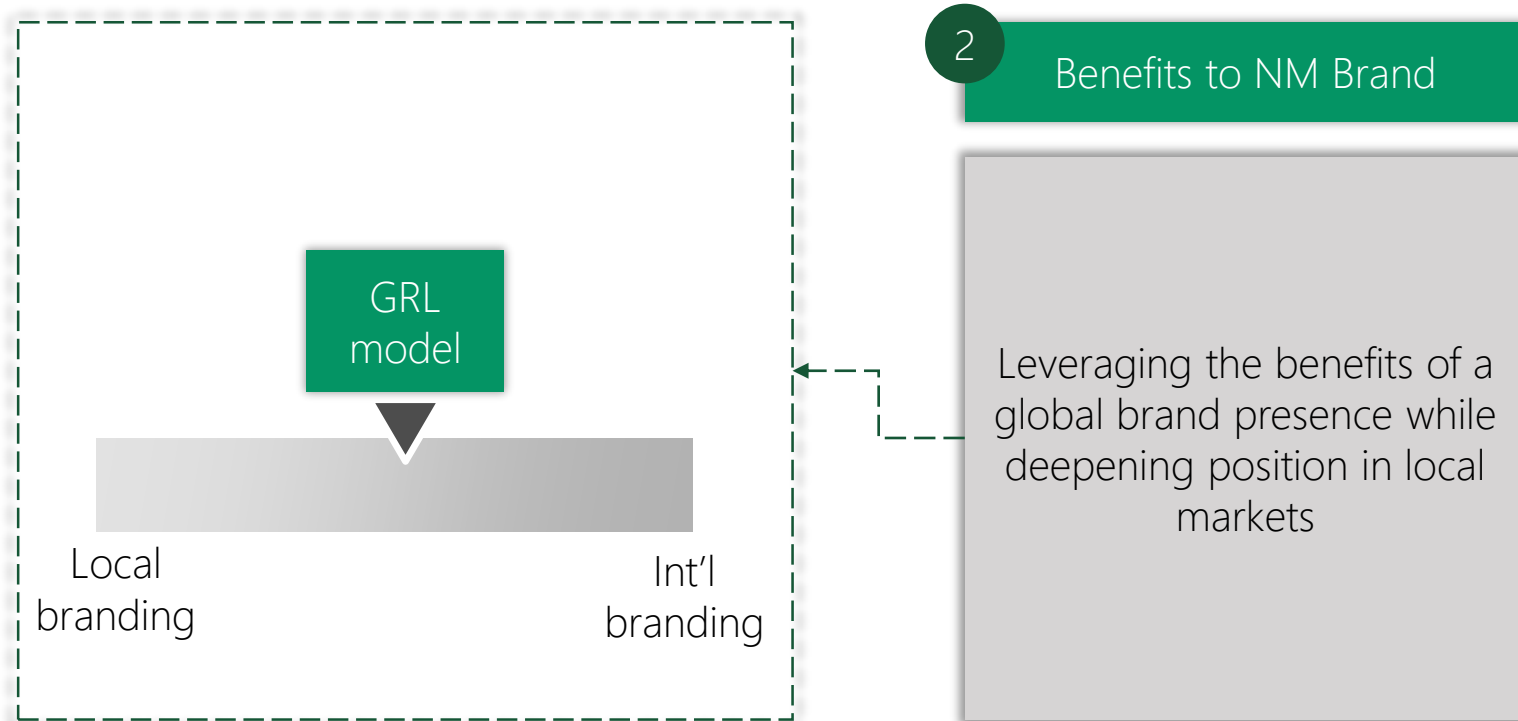 2
Benefits to NM Brand
GRL
model
Local
branding
Int’l
branding
Leveraging the benefits of a
global brand presence while
deepening position in local
markets